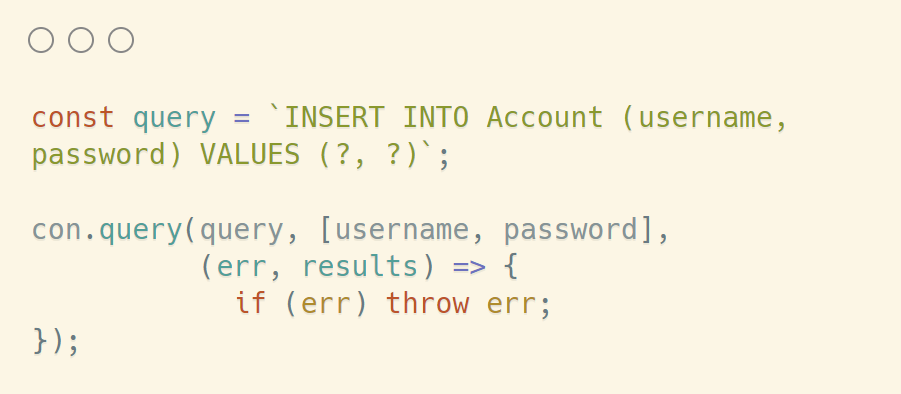 const query = `INSERT INTO Account (username,
password) VALUES (?, ?)`;
con.query(query, [username, password],
(err, results) => {
if (err) throw err;
});